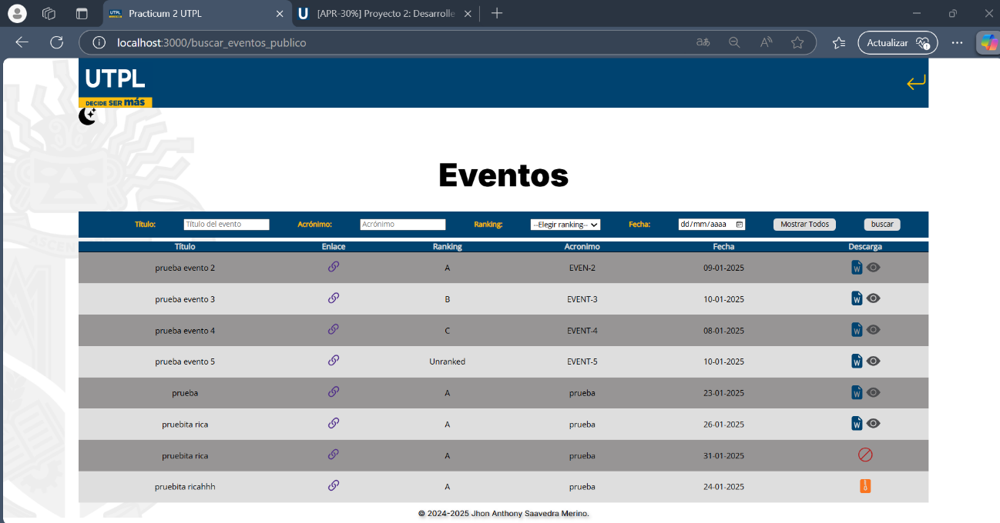 Practicum 2 UTPL
[APR-30%] Proyecto 2: Desarrolle
localhost:3000/buscar_eventos_publico
Actualizar
UTPL
DECIDE SER más
Eventos
Título: Título del evento Acrónimo: Acrónimo Ranking: --Elegir ranking-- Fecha: dd/mm/aaaa Mostrar Todos buscar
Título Enlace Ranking Acronimo Fecha Descarga
prueba evento 2 A EVEN-2 09-01-2025
prueba evento 3 B EVENT-3 10-01-2025
prueba evento 4 C EVENT-4 08-01-2025
prueba evento 5 Unranked EVENT-5 10-01-2025
prueba A prueba 23-01-2025
pruebita rica A prueba 26-01-2025
pruebita rica A prueba 31-01-2025
pruebita ricahhh A prueba 24-01-2025
© 2024-2025 Jhon Anthony Saavedra Merino.